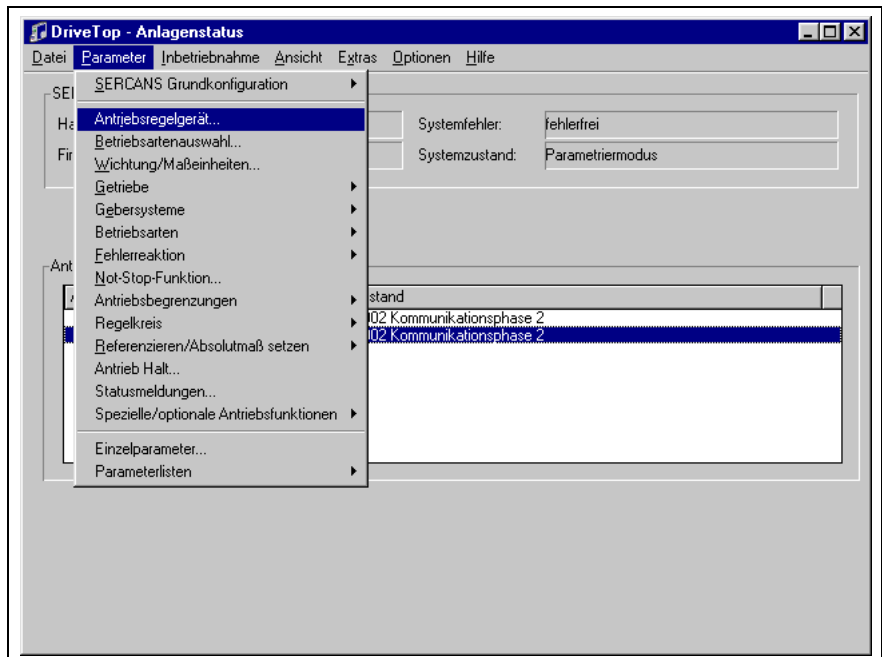 DriveTop - Anlagenstatus
Datei Parameter Inbetriebnahme Ansicht Extras Optionen Hilfe
SERCANS Grundkonfiguration
Antriebsregelgerät...
Betriebsartenauswahl...
Wichtung/Maßeinheiten...
Getriebe
Gebersysteme
Betriebsarten
Fehlerreaktion
Not-Stop-Funktion...
Antriebsbegrenzungen
Regelkreis
Referenzieren/Absolutmaß setzen
Antrieb Halt...
Statusmeldungen...
Spezielle/optionale Antriebsfunktionen
Einzelparameter...
Parameterlisten
Systemfehler: fehlerfrei
Systemzustand: Parametriermodus
stand
02 Kommunikationsphase 2
02 Kommunikationsphase 2